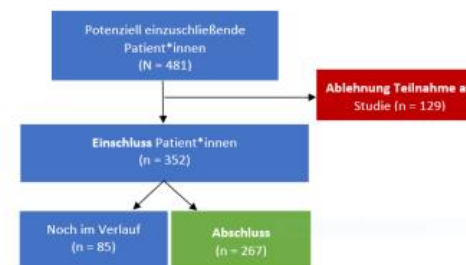 Potenziell einzuschließende
Patient*innen
(N = 481)
Ablehnung Teilnahme a
Studie (n = 129)
Einschluss Patient*innen
(n = 352)
Noch im Verlauf
(n = 85)
Abschluss
(n = 267)